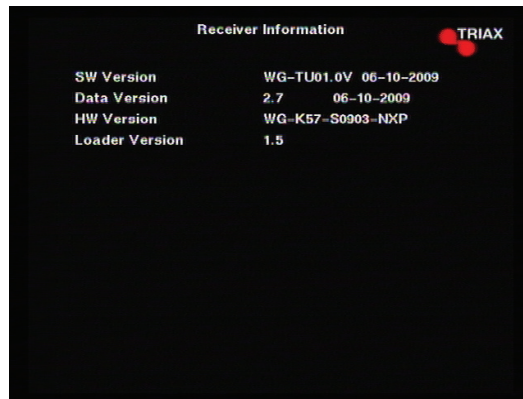 Receiver Information
TRIAX
SW Version WG-TU01.0V 06-10-2009
Data Version 2.7 06-10-2009
HW Version WG-K57-S0903-NXP
Loader Version 1.5